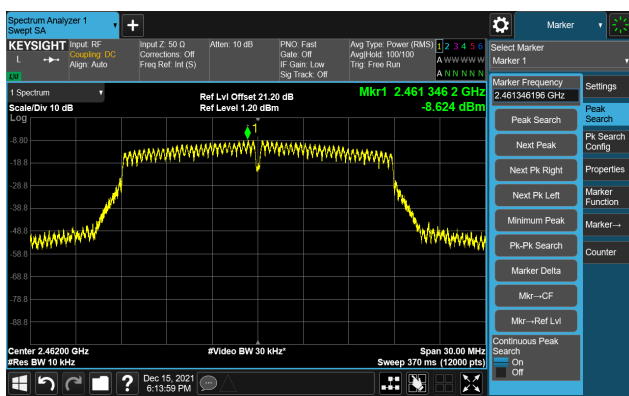 Spectrum Analyzer 1
Swept SA
+
Marker
KEYSIGHT
L
Input: RF
Coupling: DC
Align: Auto
Input Z: 50 Ω
Corrections: Off
Freq Ref: Int (S)
Atten: 10 dB
PNO: Fast
Gate: Off
IF Gain: Low
Sig Track: Off
Avg Type: Power (RMS)
Avg|Hold: 100/100
Trig: Free Run
1 2 3 4 5 6
A W W W W W
A N N N N N
Select Marker
Marker 1
LXI
1 Spectrum
Scale/Div 10 dB
Log
Ref Lvl Offset 21.20 dB
Ref Level 1.20 dBm
Mkr1 2.461 346 2 GHz
-8.624 dBm
1
-8.80
-18.8
-28.8
-38.8
-48.8
-58.8
-68.8
-78.8
-88.8
Center 2.46200 GHz
#Res BW 10 kHz
#Video BW 30 kHz*
Span 30.00 MHz
Sweep 370 ms (12000 pts)
Marker Frequency
2.461346196 GHz
Peak Search
Next Peak
Next Pk Right
Next Pk Left
Minimum Peak
Pk-Pk Search
Marker Delta
Mkr→CF
Mkr→Ref Lvl
Continuous Peak
Search
On
Off
Settings
Peak
Search
Pk Search
Config
Properties
Marker
Function
Marker→
Counter
?
Dec 15, 2021
6:13:59 PM